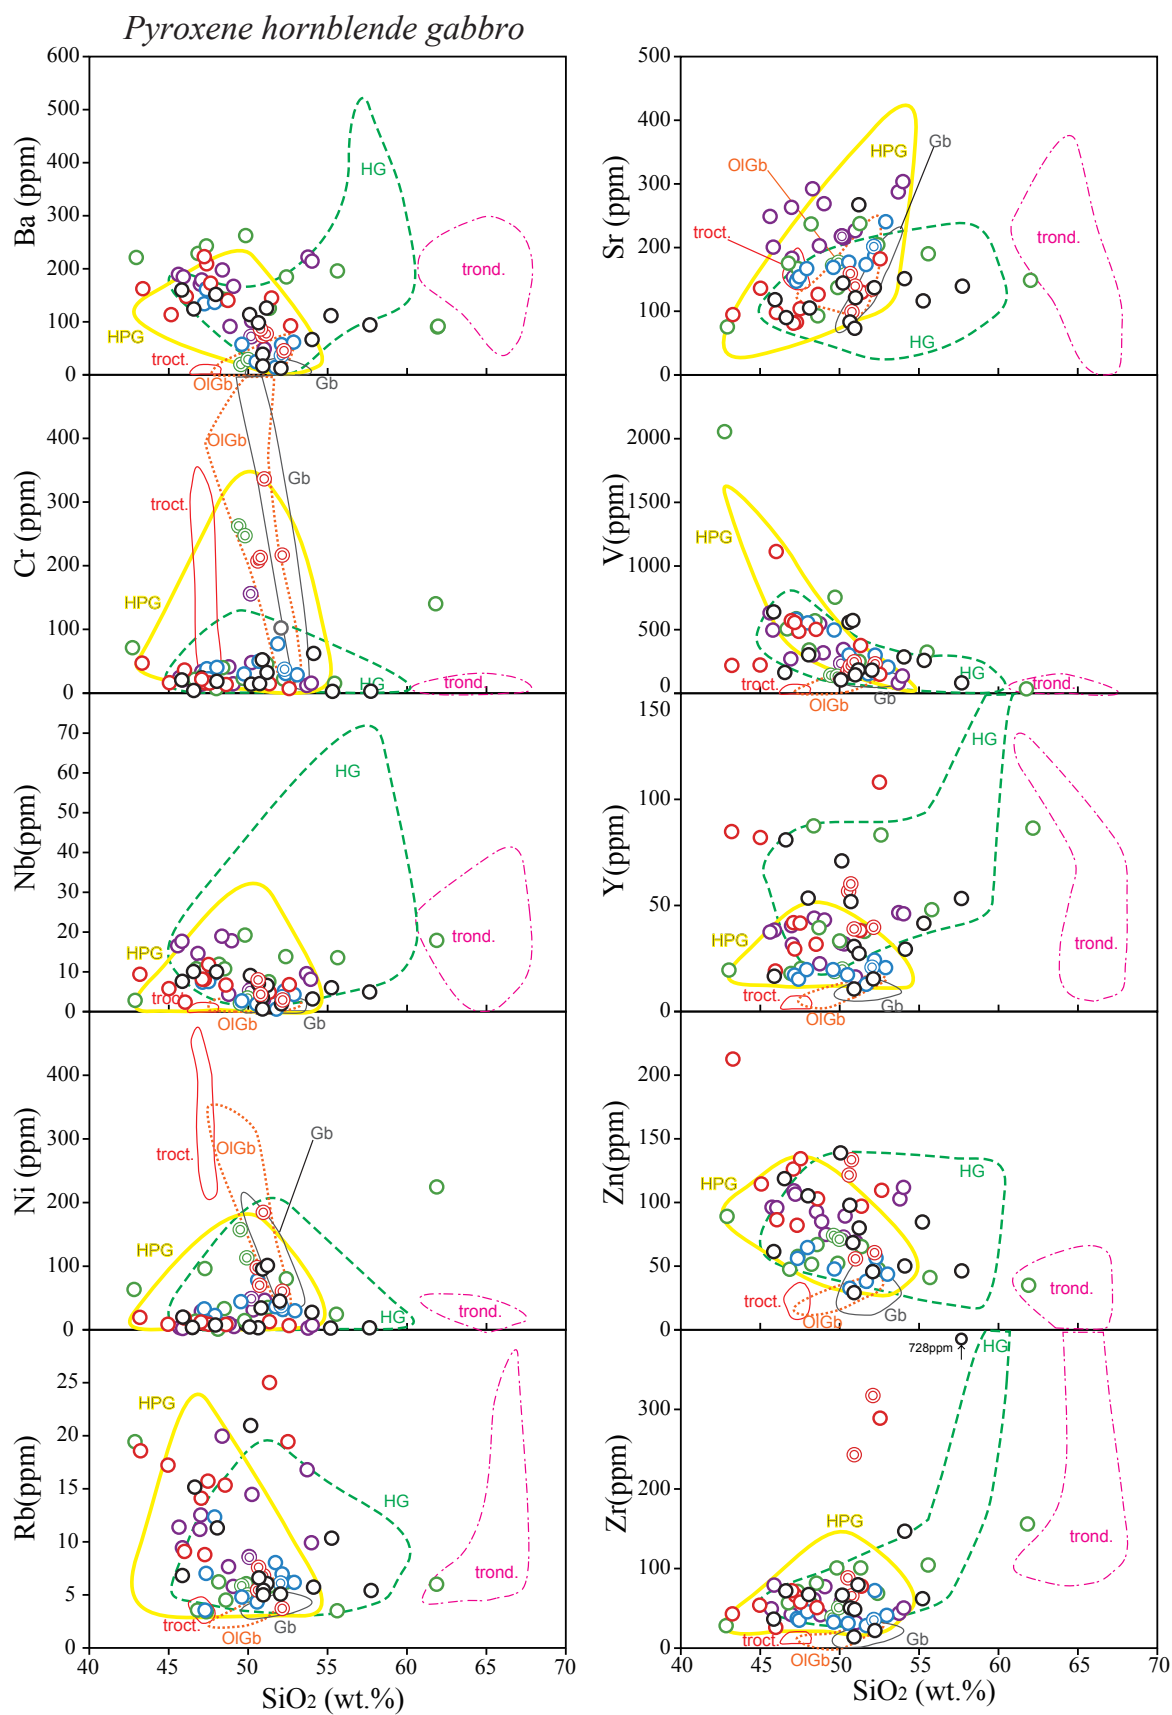 Pyroxene hornblende gabbro
600
500
400
300
200
100
0
Ba (ppm)
HG
HPG
trond.
troct.
OlGb
Gb
500
400
300
200
100
0
Sr (ppm)
OlGb
HPG
Gb
troct.
trond.
HG
400
300
200
100
0
Cr (ppm)
OlGb
Gb
troct.
HPG
HG
trond.
2000
1500
1000
500
0
V(ppm)
HPG
troct.
OlGb
Gb
HG
trond.
70
60
50
40
30
20
10
0
Nb(ppm)
HG
HPG
trond.
troct.
OlGb
Gb
150
100
50
0
Y(ppm)
HG
HPG
trond.
troct.
OlGb
Gb
400
300
200
100
0
Ni (ppm)
OlGb
Gb
troct.
HPG
HG
trond.
200
150
100
50
0
Zn(ppm)
HG
HPG
troct.
OlGb
Gb
trond.
25
20
15
10
5
0
Rb(ppm)
HPG
HG
trond.
troct.
OlGb
Gb
40 45 50 55 60 65 70
SiO2 (wt.%)
300
200
100
0
Zr(ppm)
728ppm
HG
HPG
trond.
troct.
OlGb
Gb
40 45 50 55 60 65 70
SiO2 (wt.%)